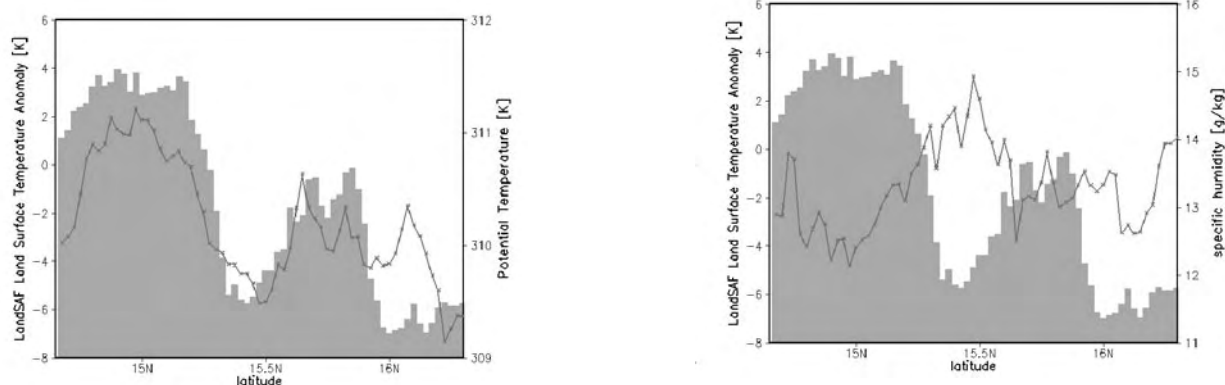 6
4
2
0
−2
−4
−6
−8
LandSAF Land Surface Temperature Anomaly [K]
15N
15.5N
16N
latitude
312
311
310
309
Potential Temperature [K]
6
4
2
0
−2
−4
−6
−8
LandSAF Land Surface Temperature Anomaly [K]
15N
15.5N
16N
latitude
16
15
14
13
12
11
specific humidity [g/kg]